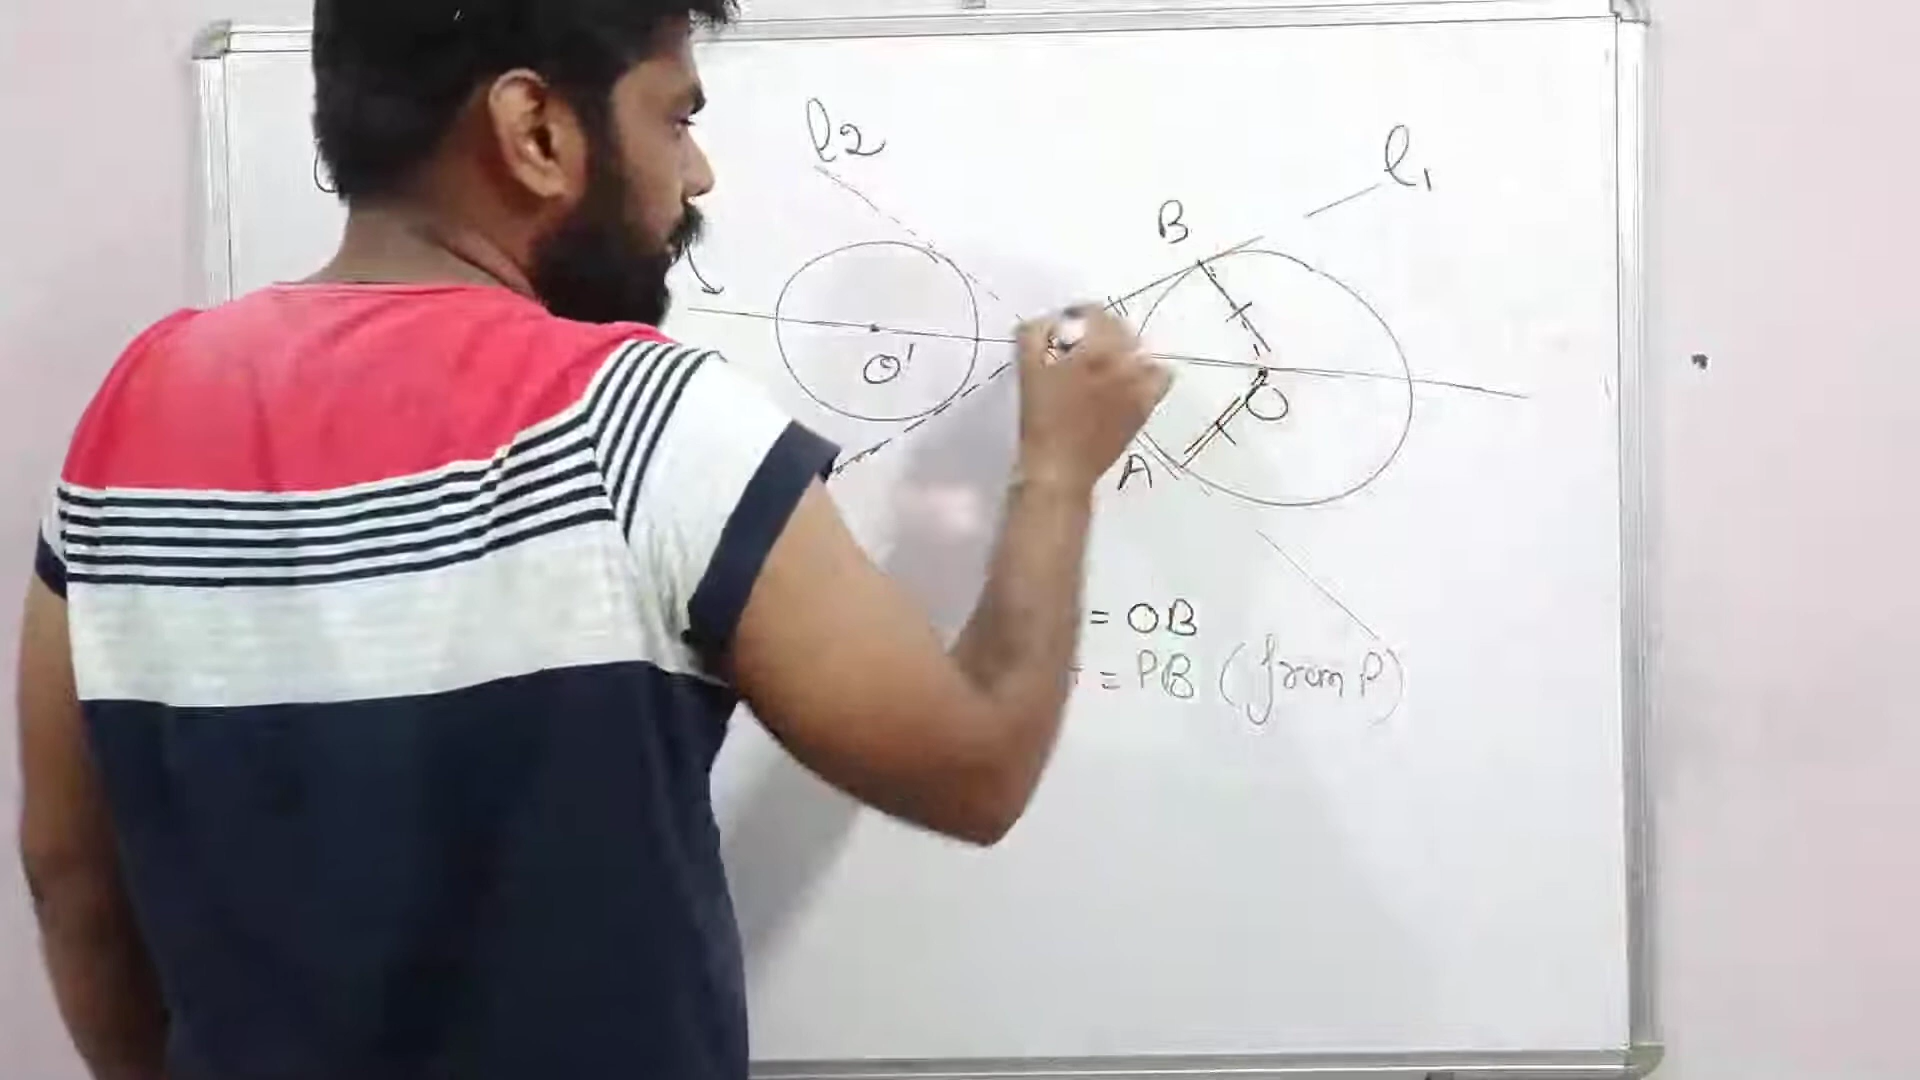 l2
l₁
B
O'
O
A
= OB
= PB (from P)